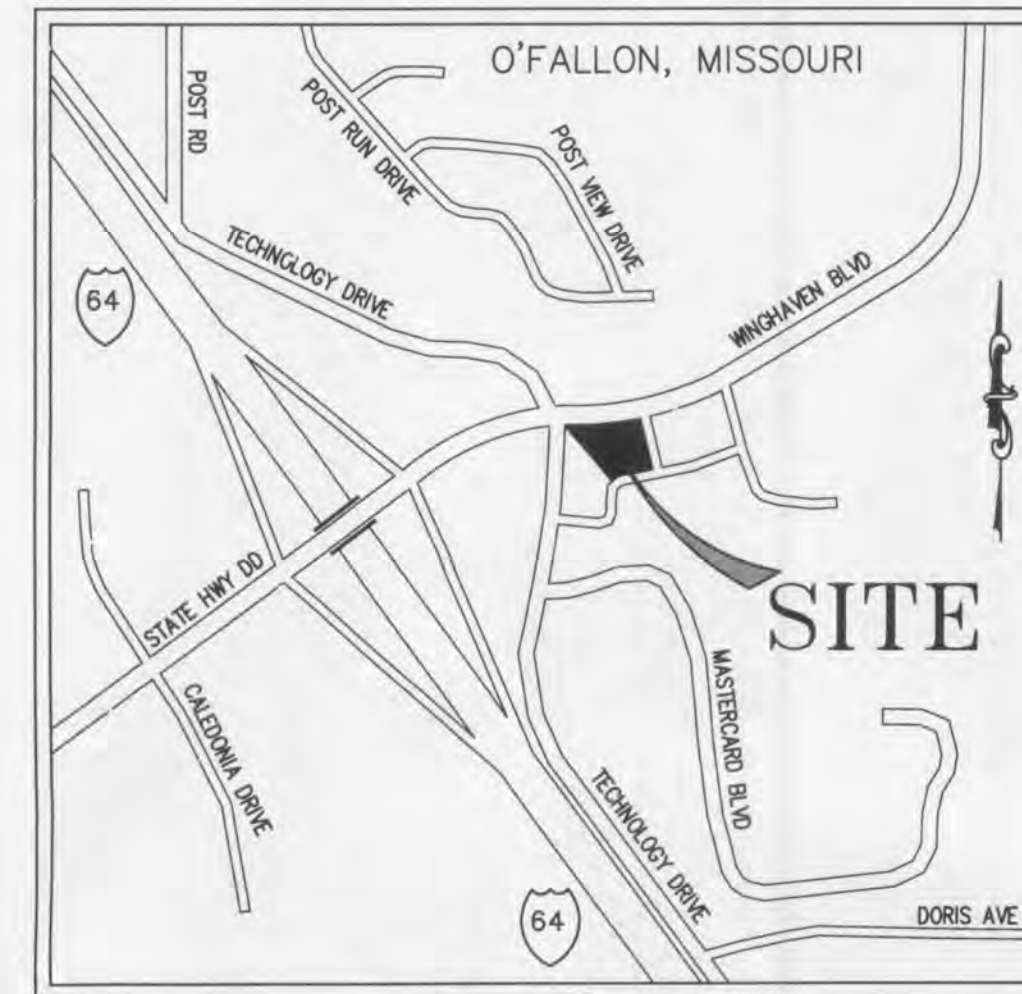 O'FALLON, MISSOURI
POST RD
POST RUN DRIVE
POST VIEW DRIVE
TECHNGLOGY DRIVE
WINGHAVEN BLVD
64
STATE HWY DD
SITE
CALEDONIA DRIVE
MASTERCARD BLVD
TECHNOLOGY DRIVE
64
DORIS AVE